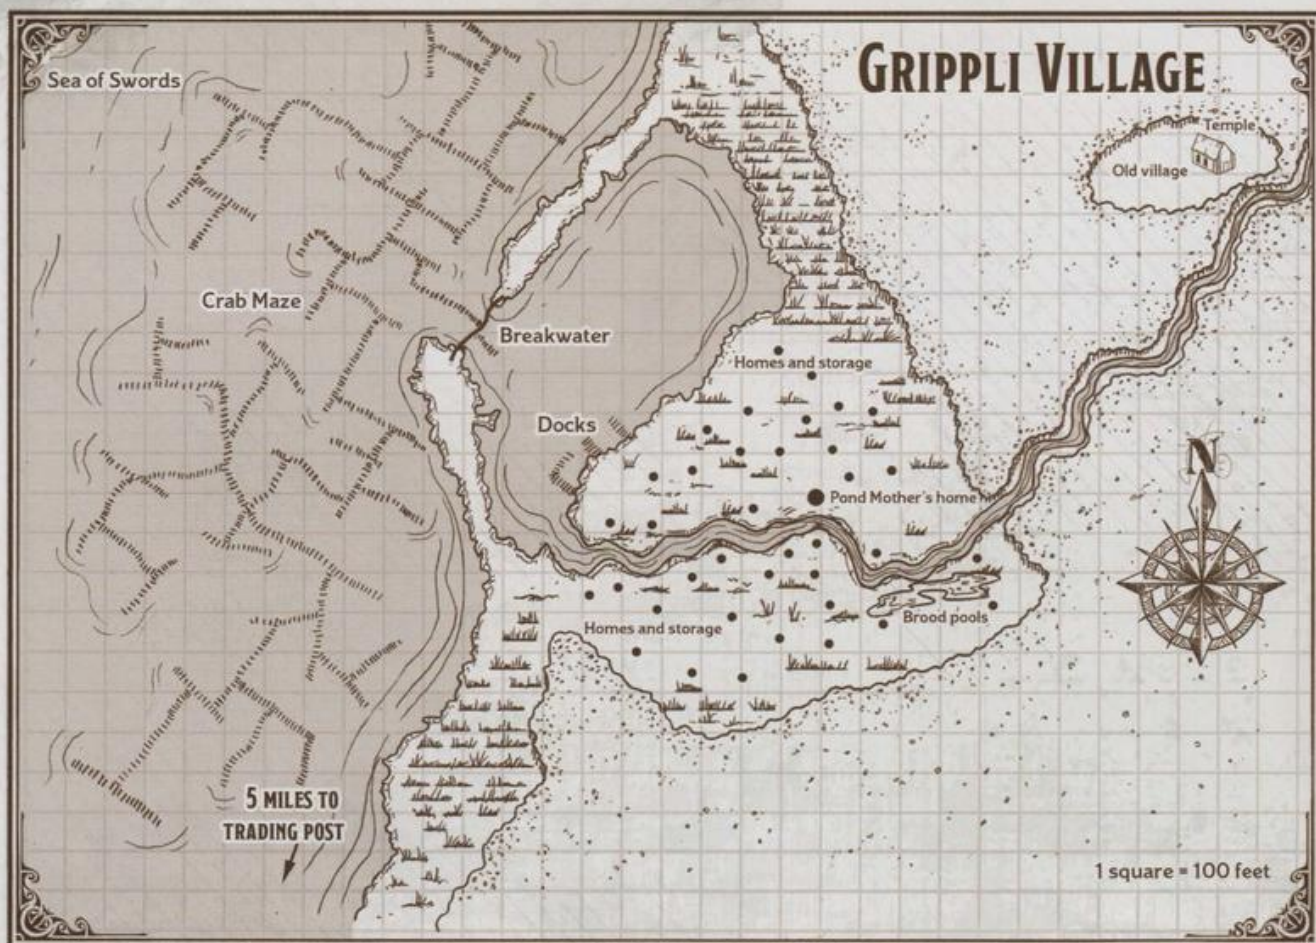 GRIPPLI VILLAGE
Sea of Swords
Temple
Old village
Crab Maze
Breakwater
Homes and storage
Docks
N
Pond Mother's home
Brood pools
Homes and storage
5 MILES TO
TRADING POST
1 square = 100 feet